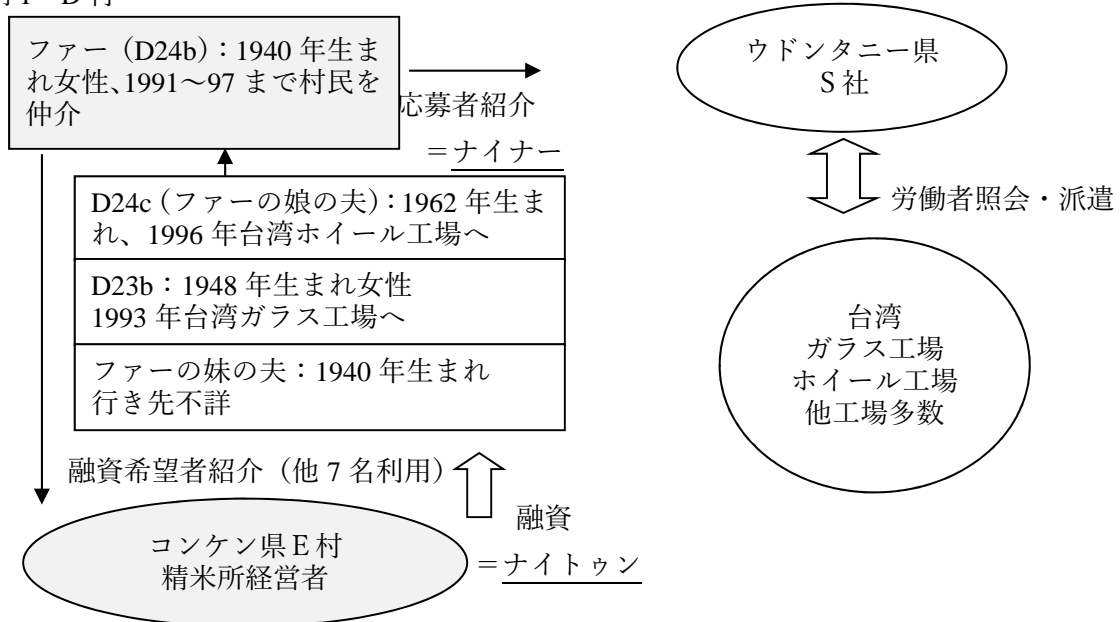 ファー（D24b）：1940 年生ま
れ女性、1991～97 まで村民を
仲介
応募者紹介
＝ナイナー
ウドンタニー県
S 社
労働者照会・派遣
D24c（ファーの娘の夫）：1962 年生ま
れ、1996 年台湾ホイール工場へ
D23b：1948 年生まれ女性
1993 年台湾ガラス工場へ
ファーの妹の夫：1940 年生まれ
行き先不詳
台湾
ガラス工場
ホイール工場
他工場多数
融資希望者紹介（他 7 名利用）
融資
＝ナイトゥン
コンケン県E村
精米所経営者